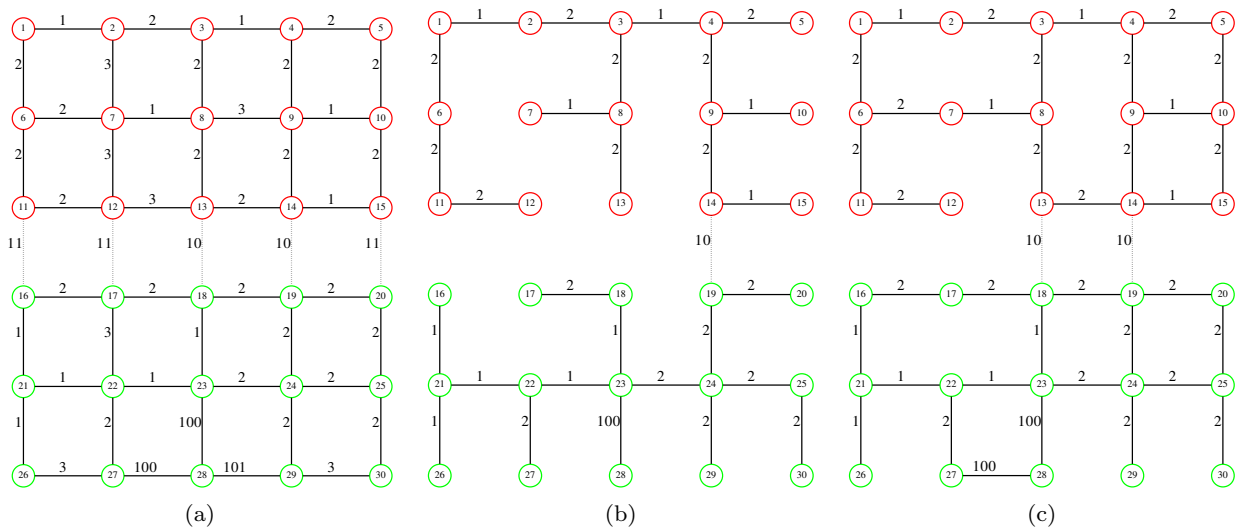 1 2 1 2
1 2 3 4 5
2 3 2 2 2
2 1 3 1
6 7 8 9 10
2 3 2 2 2
2 3 2 1
11 12 13 14 15
11 11 10 10 11
2 2 2 2
16 17 18 19 20
1 3 1 2 2
1 1 2 2
21 22 23 24 25
1 2 100 2 2
3 100 101 3
26 27 28 29 30
(a)
1 2 1 2
1 2 3 4 5
2 2 2
1 1
6 7 8 9 10
2 2 2
2 1
11 12 13 14 15
10
2 2
16 17 18 19 20
1 1 2
1 1 2 2
21 22 23 24 25
1 2 100 2 2
26 27 28 29 30
(b)
1 2 1 2
1 2 3 4 5
2 2 2 2
2 1 1
6 7 8 9 10
2 2 2 2
2 2 1
11 12 13 14 15
10 10
2 2 2 2
16 17 18 19 20
1 1 2 2
1 1 2 2
21 22 23 24 25
1 2 100 2 2
100
26 27 28 29 30
(c)